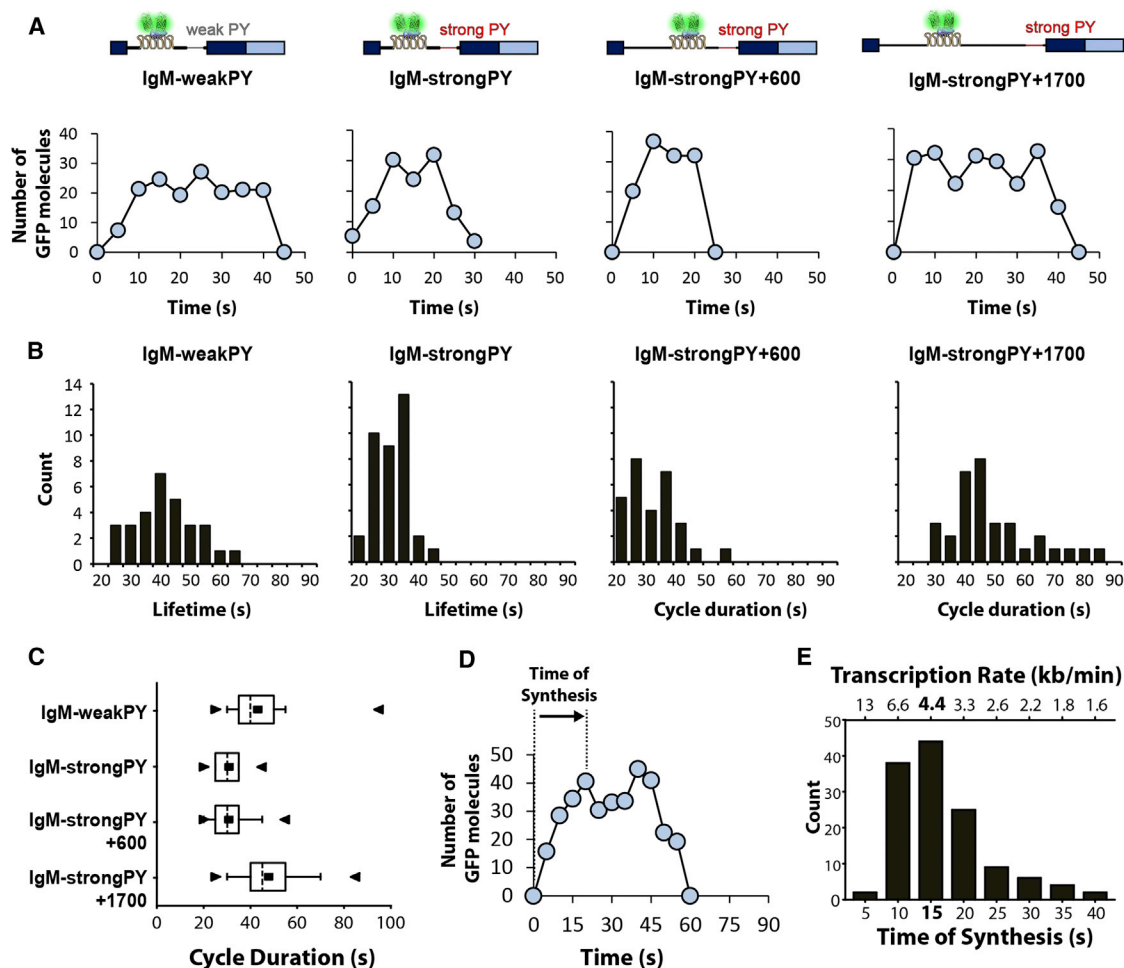 A
weak PY
strong PY
strong PY
strong PY
IgM-weakPY
IgM-strongPY
IgM-strongPY+600
IgM-strongPY+1700
Number of
GFP molecules
40
30
20
10
0
0 10 20 30 40 50
0 10 20 30 40 50
0 10 20 30 40 50
0 10 20 30 40 50
Time (s)
Time (s)
Time (s)
Time (s)
B
IgM-weakPY
IgM-strongPY
IgM-strongPY+600
IgM-strongPY+1700
Count
14
12
10
8
6
4
2
0
20 30 40 50 60 70 80 90
20 30 40 50 60 70 80 90
20 30 40 50 60 70 80 90
20 30 40 50 60 70 80 90
Lifetime (s)
Lifetime (s)
Cycle duration (s)
Cycle duration (s)
C
IgM-weakPY
IgM-strongPY
IgM-strongPY
+600
IgM-strongPY
+1700
0 20 40 60 80 100
Cycle Duration (s)
D
Time of
Synthesis
Number of
GFP molecules
50
40
30
20
10
0
0 15 30 45 60 75 90
Time (s)
E
Transcription Rate (kb/min)
13 6.6 4.4 3.3 2.6 2.2 1.8 1.6
Count
50
40
30
20
10
0
5 10 15 20 25 30 35 40
Time of Synthesis (s)